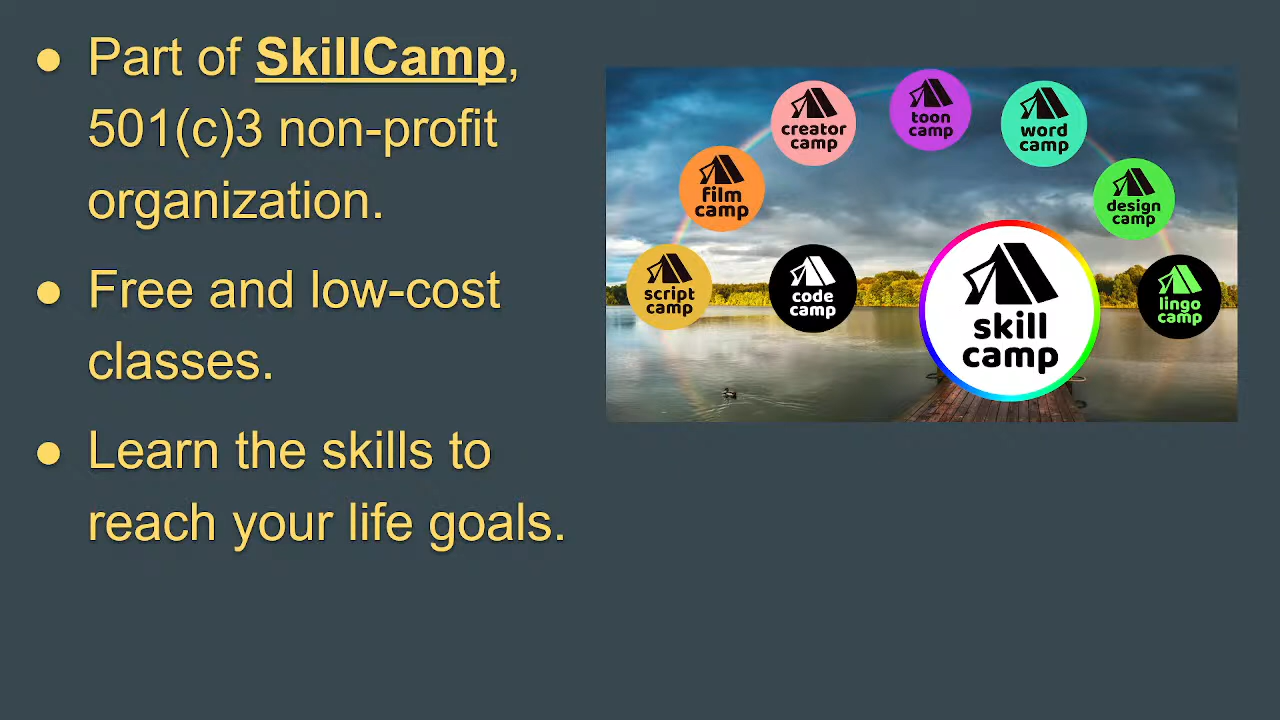 ● Part of SkillCamp,
501(c)3 non-profit
organization.
● Free and low-cost
classes.
● Learn the skills to
reach your life goals.
creator
camp
toon
camp
word
camp
film
camp
design
camp
script
camp
code
camp
skill
camp
lingo
camp